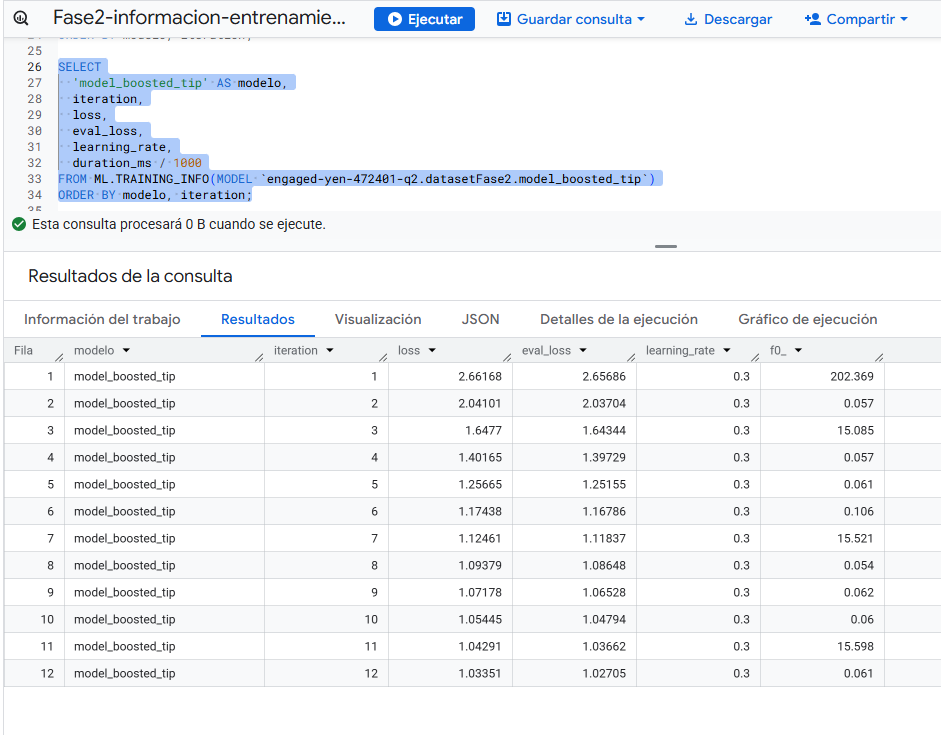 Fase2-informacion-entrenamie... Ejecutar Guardar consulta Descargar Compartir
25
26 SELECT
27 'model_boosted_tip' AS modelo,
28 iteration,
29 loss,
30 eval_loss,
31 learning_rate,
32 duration_ms / 1000
33 FROM ML.TRAINING_INFO(MODEL `engaged-yen-472401-q2.datasetFase2.model_boosted_tip`)
34 ORDER BY modelo, iteration;
Esta consulta procesará 0 B cuando se ejecute.
Resultados de la consulta
Información del trabajo Resultados Visualización JSON Detalles de la ejecución Gráfico de ejecución
Fila modelo iteration loss eval_loss learning_rate f0_
1 model_boosted_tip 1 2.66168 2.65686 0.3 202.369
2 model_boosted_tip 2 2.04101 2.03704 0.3 0.057
3 model_boosted_tip 3 1.6477 1.64344 0.3 15.085
4 model_boosted_tip 4 1.40165 1.39729 0.3 0.057
5 model_boosted_tip 5 1.25665 1.25155 0.3 0.061
6 model_boosted_tip 6 1.17438 1.16786 0.3 0.106
7 model_boosted_tip 7 1.12461 1.11837 0.3 15.521
8 model_boosted_tip 8 1.09379 1.08648 0.3 0.054
9 model_boosted_tip 9 1.07178 1.06528 0.3 0.062
10 model_boosted_tip 10 1.05445 1.04794 0.3 0.06
11 model_boosted_tip 11 1.04291 1.03662 0.3 15.598
12 model_boosted_tip 12 1.03351 1.02705 0.3 0.061